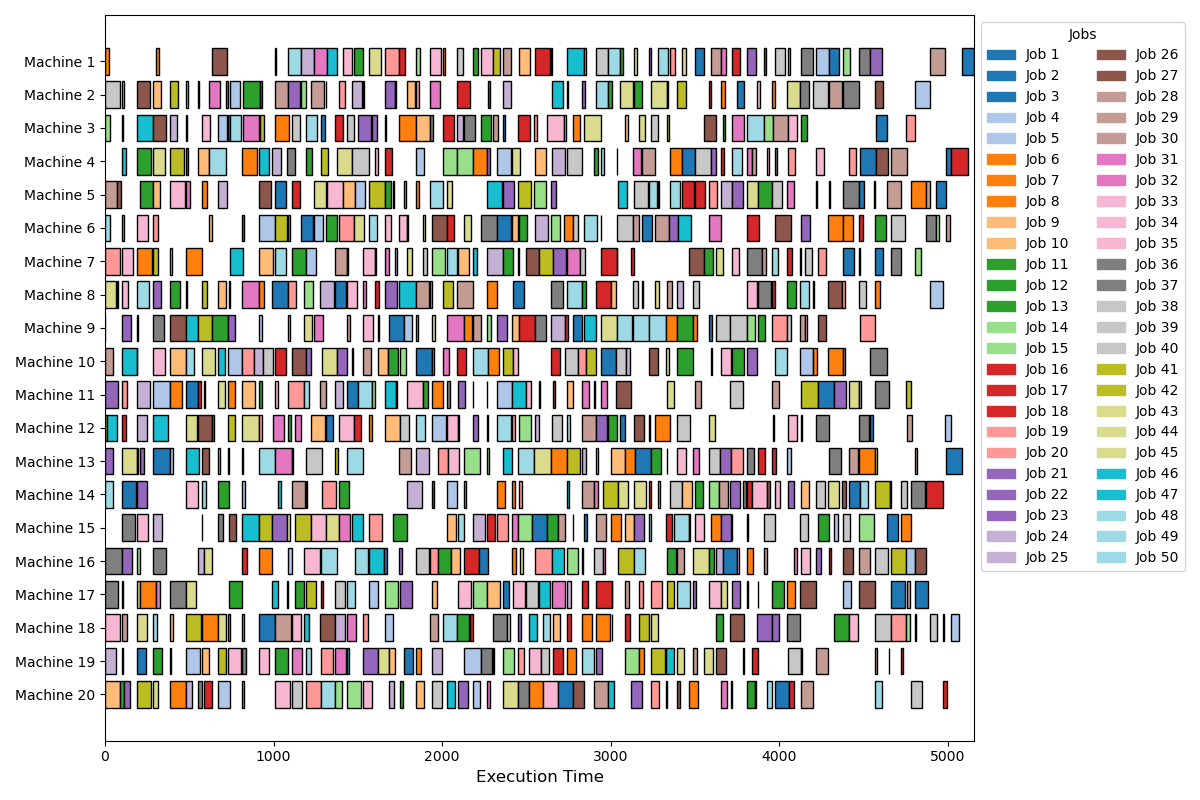 Machine 1
Machine 2
Machine 3
Machine 4
Machine 5
Machine 6
Machine 7
Machine 8
Machine 9
Machine 10
Machine 11
Machine 12
Machine 13
Machine 14
Machine 15
Machine 16
Machine 17
Machine 18
Machine 19
Machine 20
0 1000 2000 3000 4000 5000
Execution Time
Jobs
Job 1 Job 26
Job 2 Job 27
Job 3 Job 28
Job 4 Job 29
Job 5 Job 30
Job 6 Job 31
Job 7 Job 32
Job 8 Job 33
Job 9 Job 34
Job 10 Job 35
Job 11 Job 36
Job 12 Job 37
Job 13 Job 38
Job 14 Job 39
Job 15 Job 40
Job 16 Job 41
Job 17 Job 42
Job 18 Job 43
Job 19 Job 44
Job 20 Job 45
Job 21 Job 46
Job 22 Job 47
Job 23 Job 48
Job 24 Job 49
Job 25 Job 50